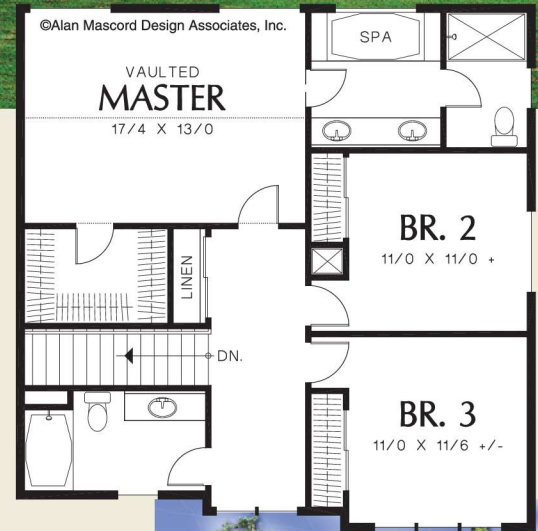 ©Alan Mascord Design Associates, Inc.
SPA
VAULTED
MASTER
17/4 X 13/0
BR. 2
11/0 X 11/0 +
LINEN
DN.
BR. 3
11/0 X 11/6 +/-